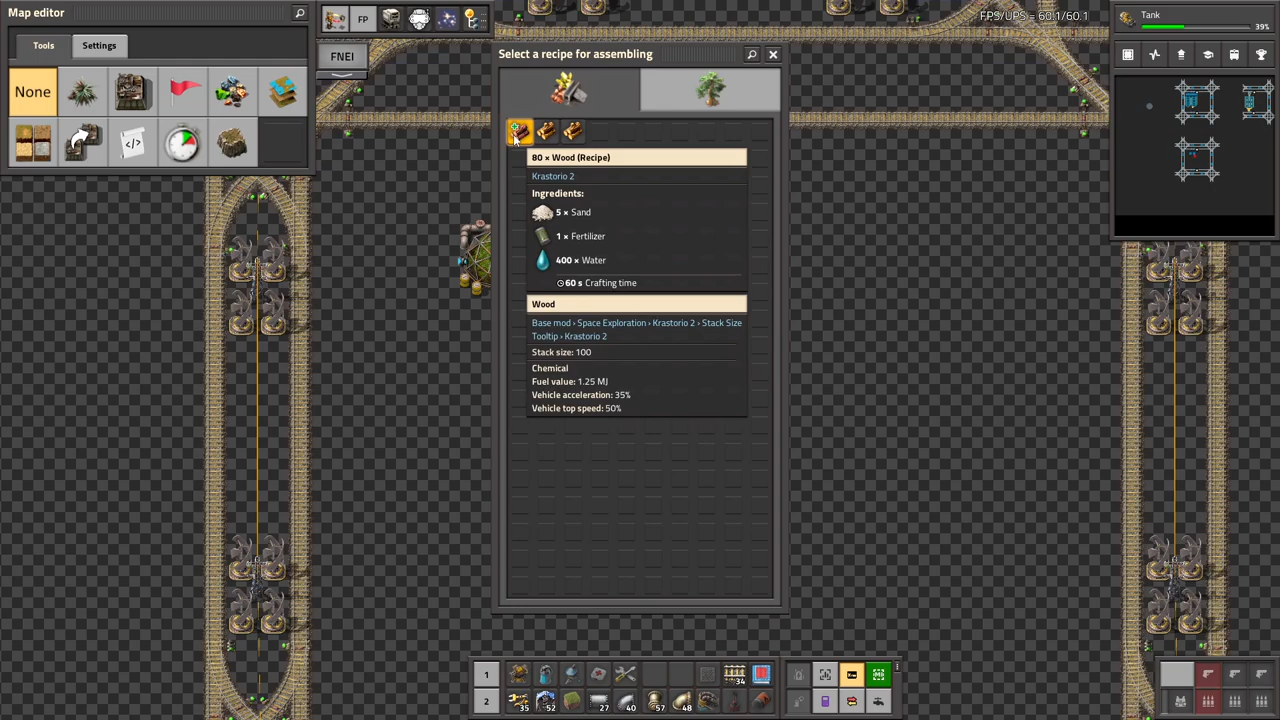 Map editor
Tools
Settings
None
FP
FNEI
FPS/UPS = 60.1/60.1
Tank
39%
Select a recipe for assembling
80 × Wood (Recipe)
Krastorio 2
Ingredients:
5 × Sand
1 × Fertilizer
400 × Water
60 s Crafting time
Wood
Base mod › Space Exploration › Krastorio 2 › Stack Size
Tooltip › Krastorio 2
Stack size: 100
Chemical
Fuel value: 1.25 MJ
Vehicle acceleration: 35%
Vehicle top speed: 50%
1
34
2
35
52
27
40
57
48